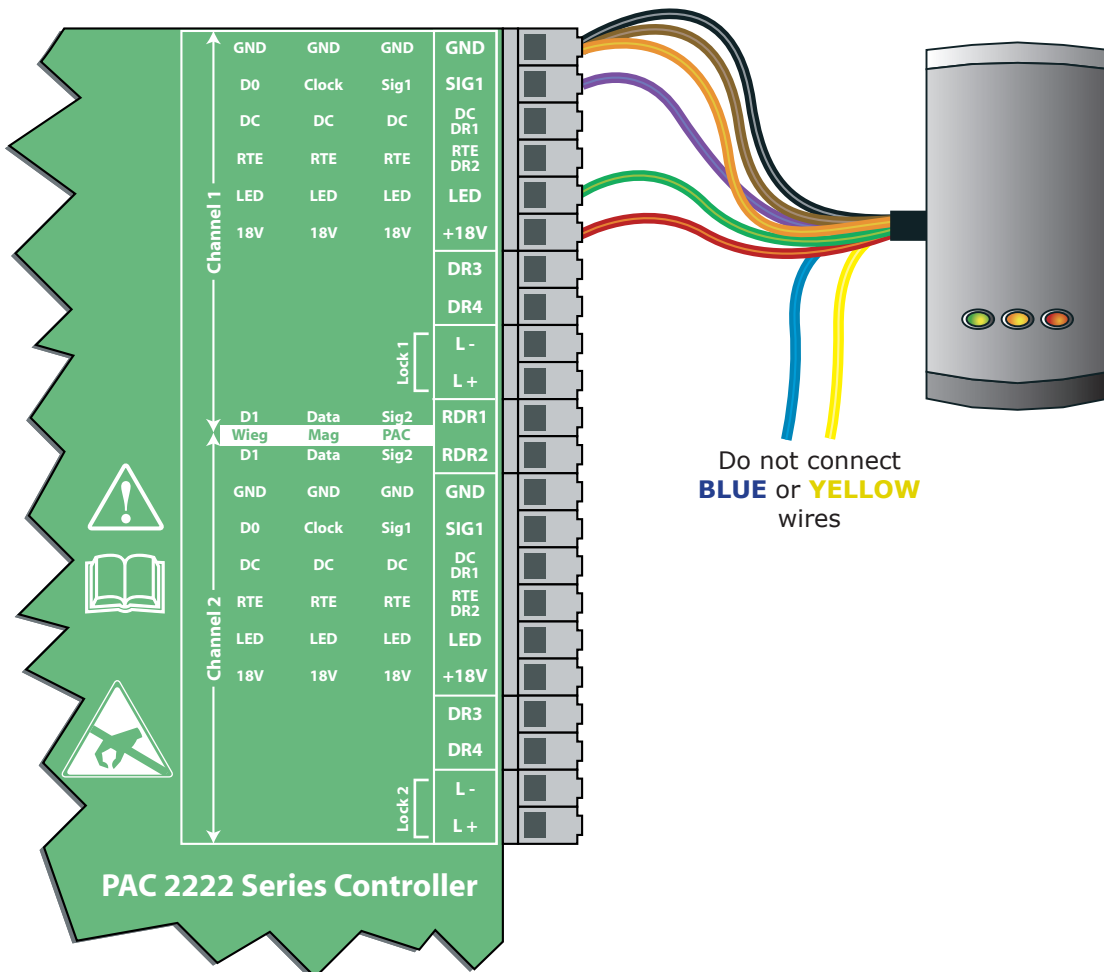 GND GND GND GND
D0 Clock Sig1 SIG1
DC DC DC DC
DR1
RTE RTE RTE RTE
DR2
LED LED LED LED
18V 18V 18V +18V
Channel 1
DR3
DR4
Lock 1
L -
L +
D1 Data Sig2 RDR1
Wieg Mag PAC
D1 Data Sig2 RDR2
GND GND GND GND
D0 Clock Sig1 SIG1
DC DC DC DC
DR1
RTE RTE RTE RTE
DR2
LED LED LED LED
18V 18V 18V +18V
Channel 2
DR3
DR4
Lock 2
L -
L +
PAC 2222 Series Controller
Do not connect
BLUE or YELLOW
wires